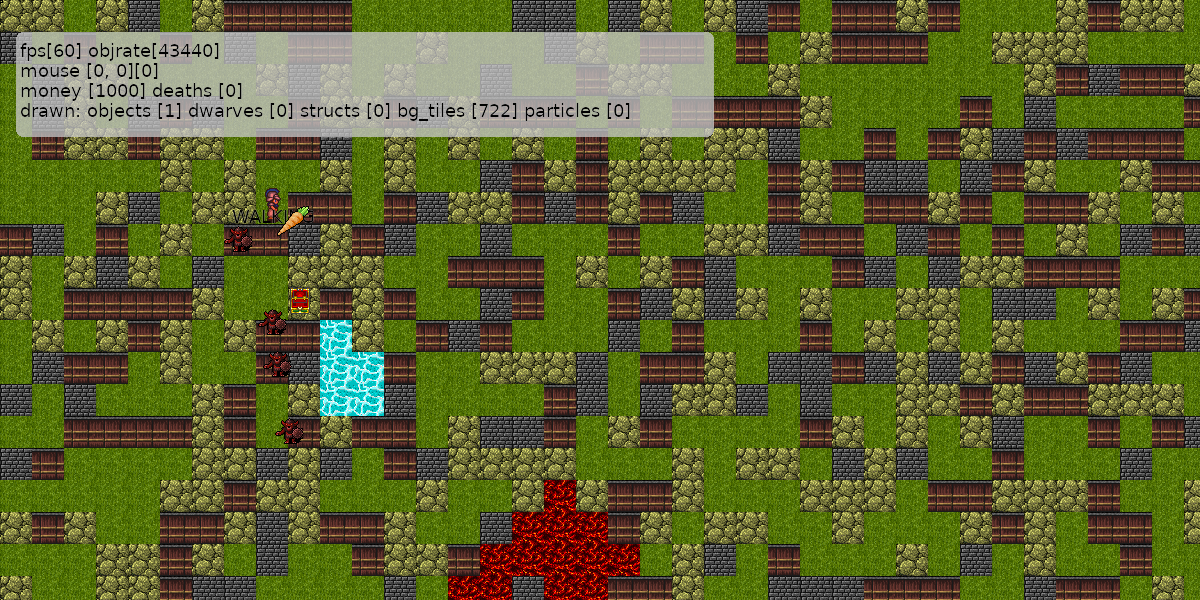 fps[60] objrate[43440]
mouse [0, 0][0]
money [1000] deaths [0]
drawn: objects [1] dwarves [0] structs [0] bg_tiles [722] particles [0]
WALKING